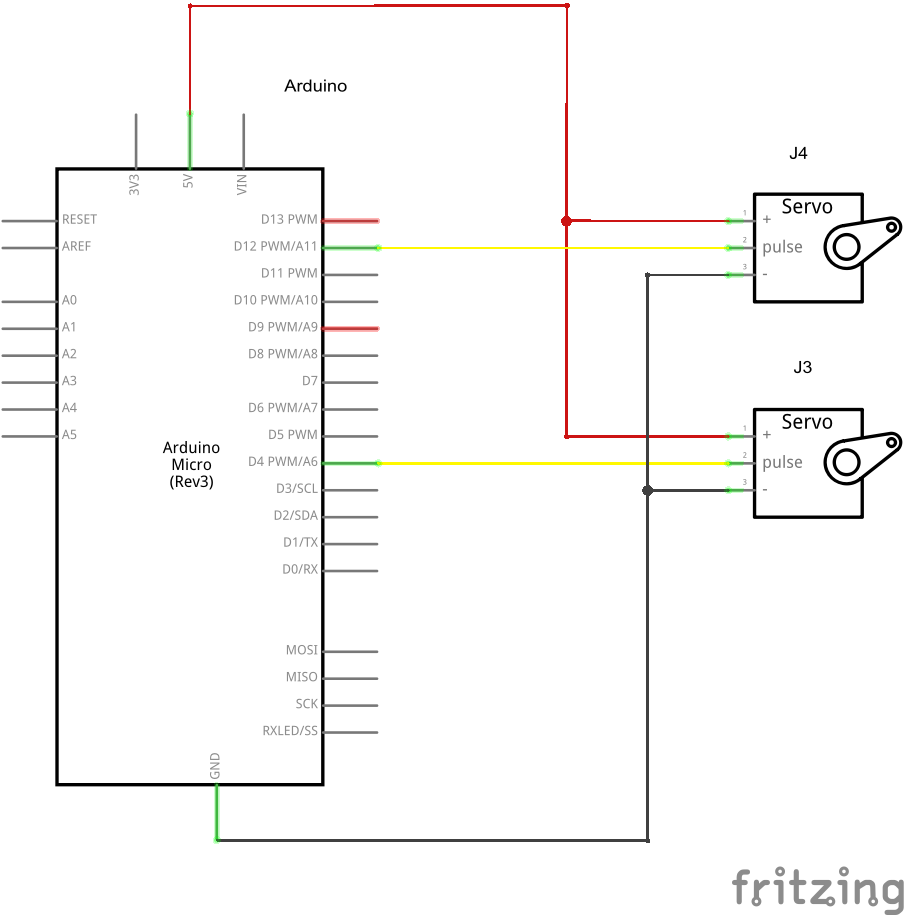 Arduino
3V3
5V
VIN
RESET
AREF
A0
A1
A2
A3
A4
A5
D13 PWM
D12 PWM/A11
D11 PWM
D10 PWM/A10
D9 PWM/A9
D8 PWM/A8
D7
D6 PWM/A7
D5 PWM
D4 PWM/A6
D3/SCL
D2/SDA
D1/TX
D0/RX
MOSI
MISO
SCK
RXLED/SS
Arduino
Micro
(Rev3)
GND
J4
Servo
1 +
2 pulse
3 -
J3
Servo
1 +
2 pulse
3 -
fritzing